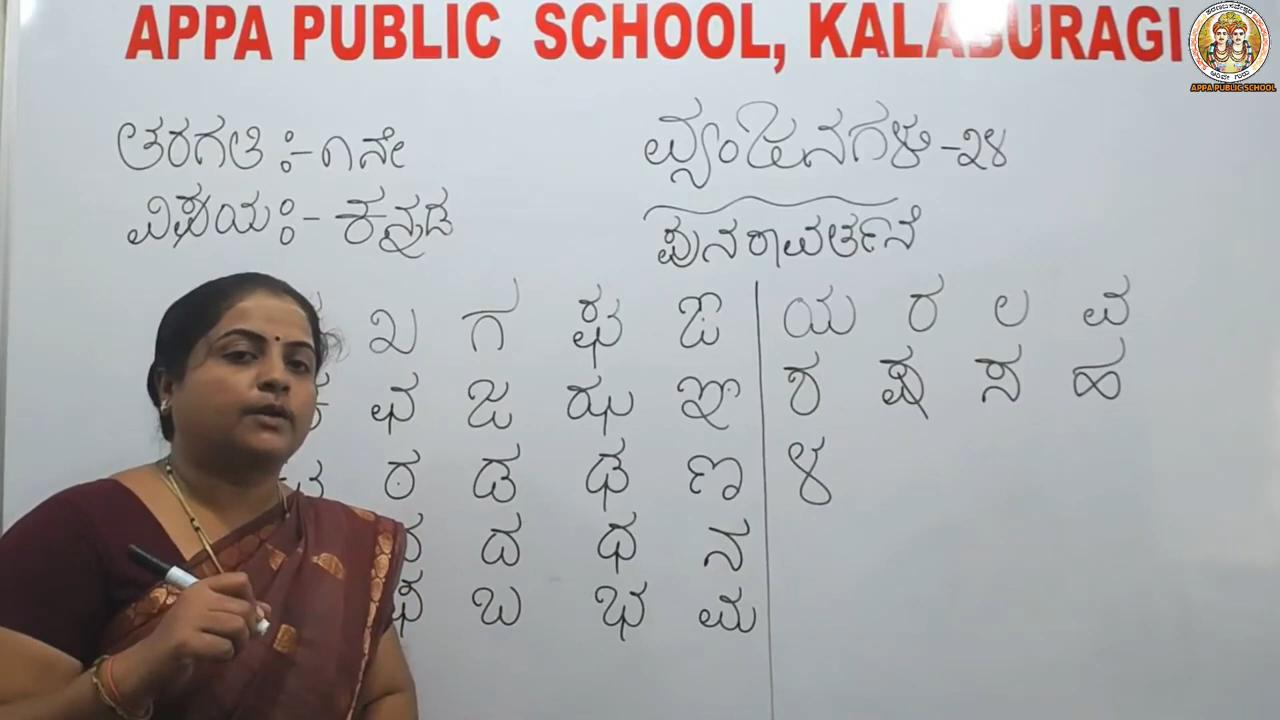 APPA PUBLIC SCHOOL, KALABURAGI
ತರಗತಿ :- ೧ನೇ
ವಿಷಯ :- ಕನ್ನಡ
ವ್ಯಂಜನಗಳು - ೩೪
ಪುನರಾವರ್ತನೆ
ಖ ಗ ಘ ಙ
ಛ ಜ ಝ ಞ
ಠ ಡ ಢ ಣ
ದ ಧ ನ
ಫ ಬ ಭ ಮ
ಯ ರ ಲ ವ
ಶ ಷ ಸ ಹ
ಳ
APPA PUBLIC SCHOOL